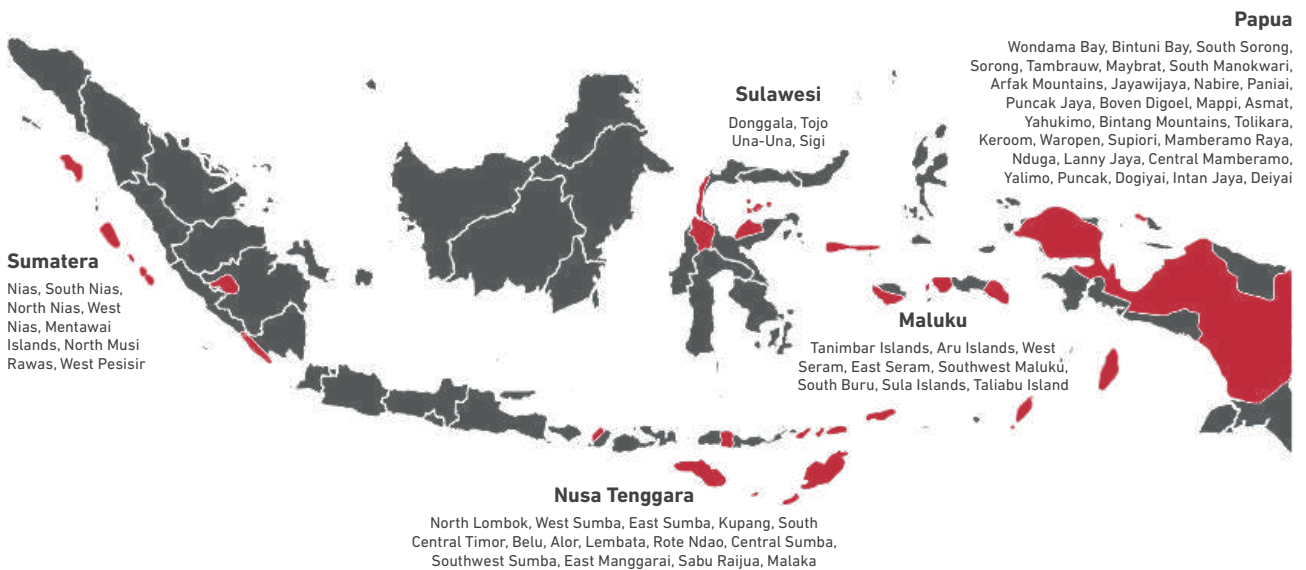 Papua
Wondama Bay, Bintuni Bay, South Sorong,
Sorong, Tambrauw, Maybrat, South Manokwari,
Arfak Mountains, Jayawijaya, Nabire, Paniai,
Puncak Jaya, Boven Digoel, Mappi, Asmat,
Yahukimo, Bintang Mountains, Tolikara,
Keroom, Waropen, Supiori, Mamberamo Raya,
Nduga, Lanny Jaya, Central Mamberamo,
Yalimo, Puncak, Dogiyai, Intan Jaya, Deiyai
Sulawesi
Donggala, Tojo
Una-Una, Sigi
Sumatera
Nias, South Nias,
North Nias, West
Nias, Mentawai
Islands, North Musi
Rawas, West Pesisir
Maluku
Tanimbar Islands, Aru Islands, West
Seram, East Seram, Southwest Maluku,
South Buru, Sula Islands, Taliabu Island
Nusa Tenggara
North Lombok, West Sumba, East Sumba, Kupang, South
Central Timor, Belu, Alor, Lembata, Rote Ndao, Central Sumba,
Southwest Sumba, East Manggarai, Sabu Raijua, Malaka